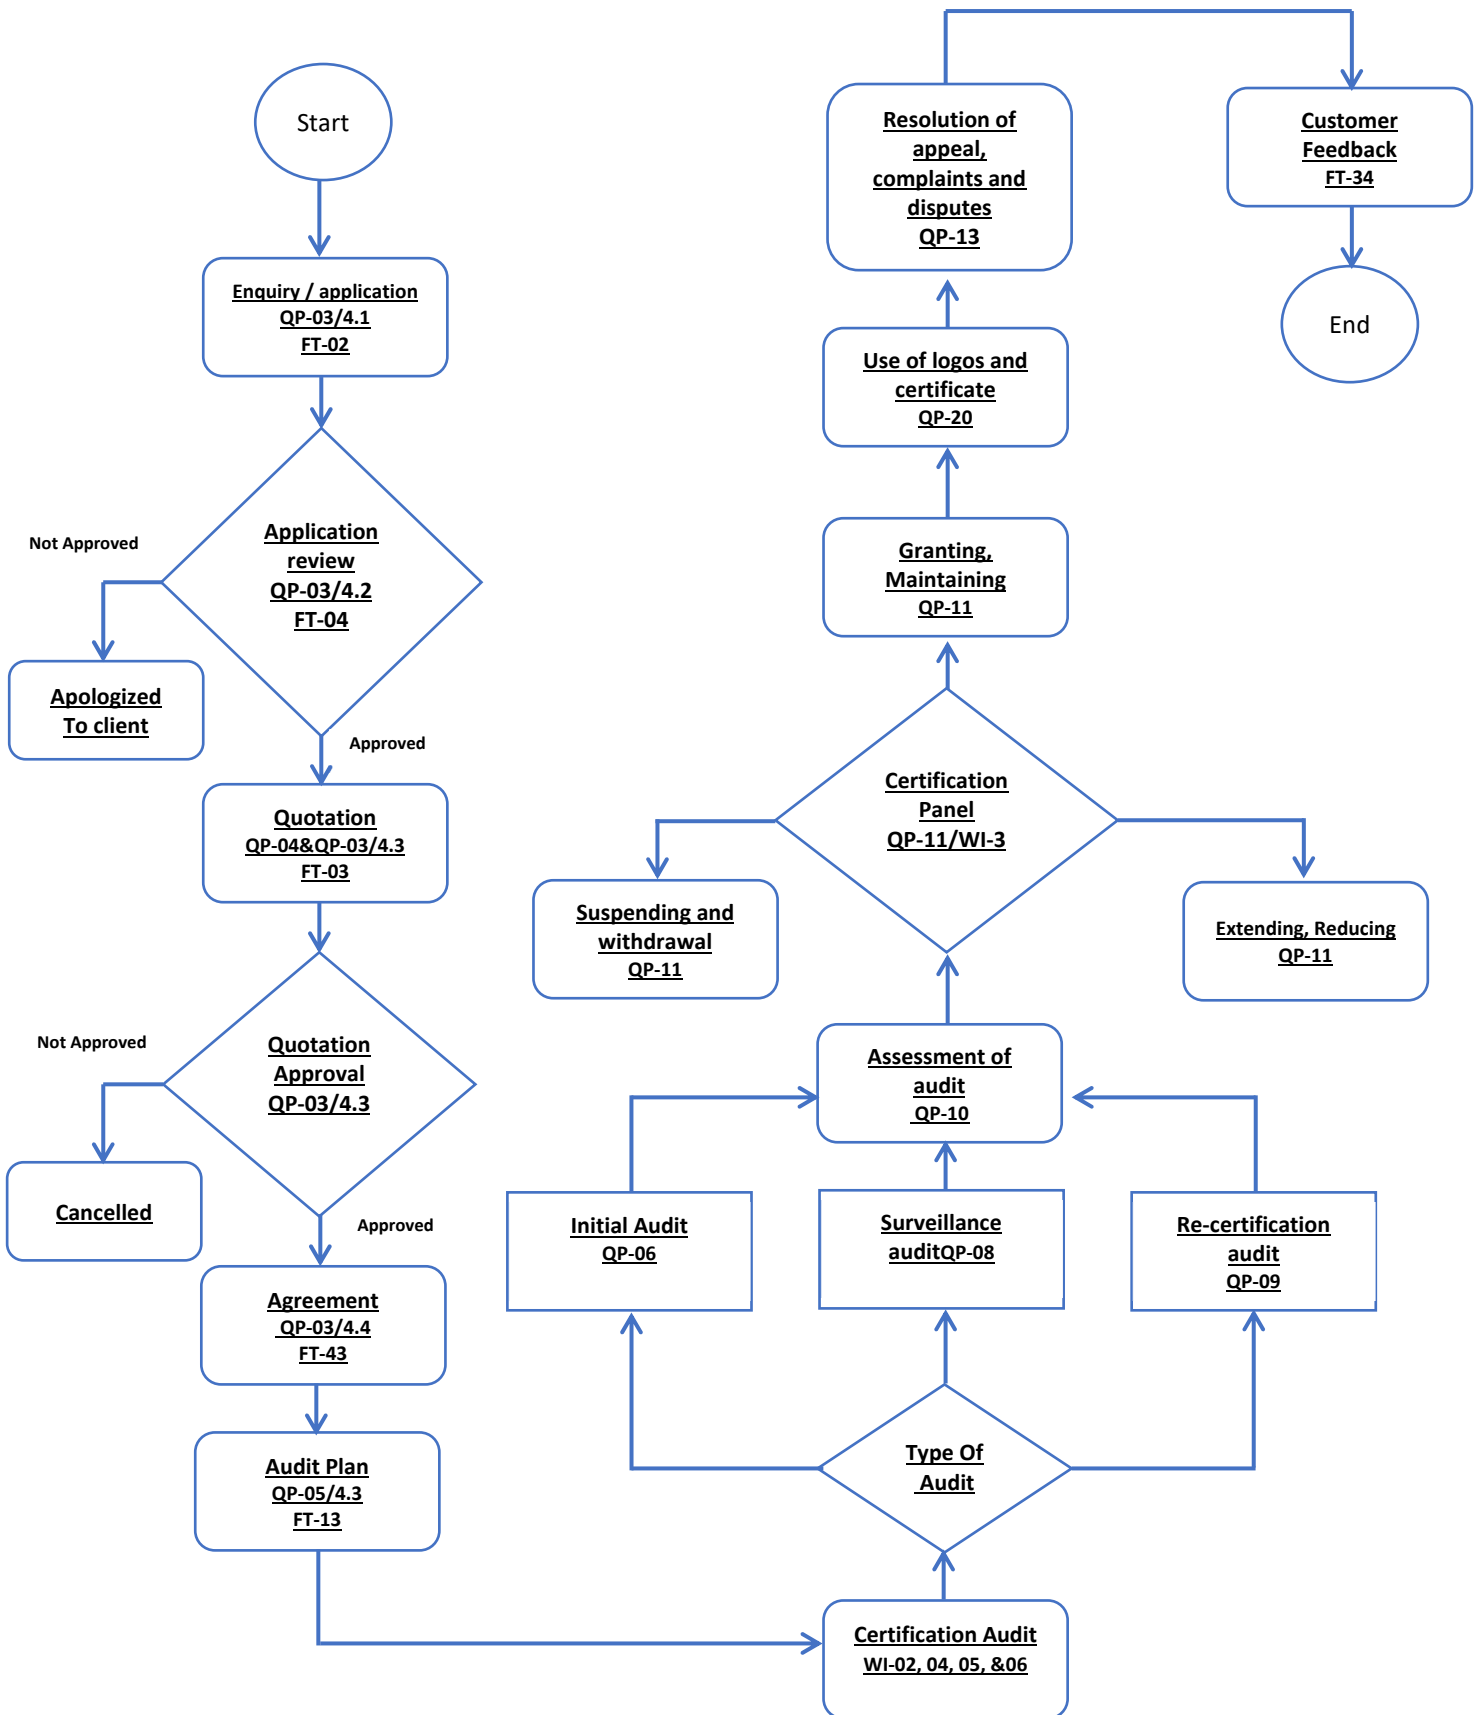 Start
Enquiry / application
QP-03/4.1
FT-02
Application
review
QP-03/4.2
FT-04
Not Approved
Apologized
To client
Approved
Quotation
QP-04&QP-03/4.3
FT-03
Quotation
Approval
QP-03/4.3
Not Approved
Cancelled
Approved
Agreement
QP-03/4.4
FT-43
Audit Plan
QP-05/4.3
FT-13
Certification Audit
WI-02, 04, 05, &06
Type Of
Audit
Initial Audit
QP-06
Surveillance
auditQP-08
Re-certification
audit
QP-09
Assessment of
audit
QP-10
Certification
Panel
QP-11/WI-3
Suspending and
withdrawal
QP-11
Extending, Reducing
QP-11
Granting,
Maintaining
QP-11
Use of logos and
certificate
QP-20
Resolution of
appeal,
complaints and
disputes
QP-13
Customer
Feedback
FT-34
End